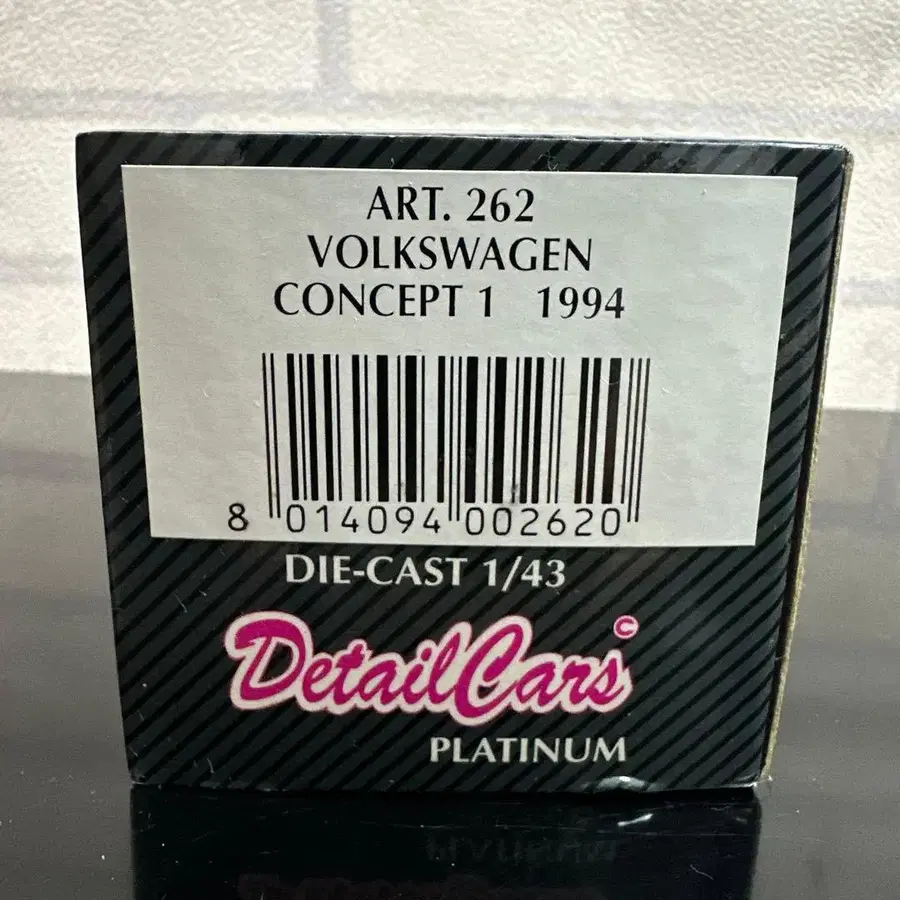 ART. 262
VOLKSWAGEN
CONCEPT 1 1994
8 014094 002620
DIE-CAST 1/43
DetailCars ©
PLATINUM